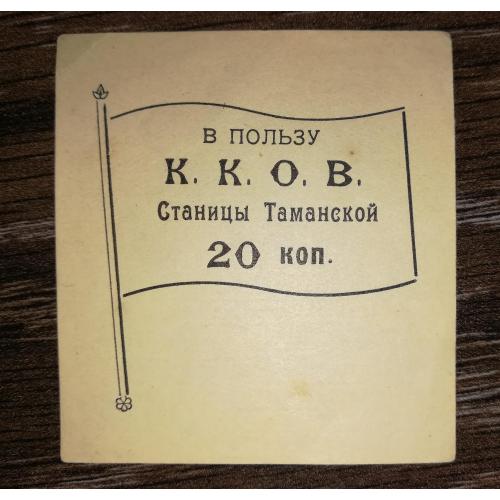 В ПОЛЬЗУ
К. К. О. В.
Станицы Таманской
20 коп.